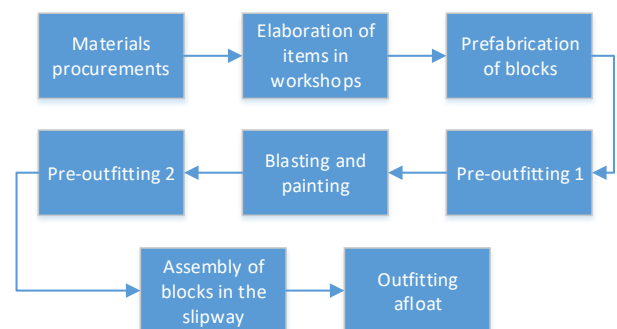 Materials
procurements
Elaboration of
items in
workshops
Prefabrication
of blocks
Pre-outfitting 2
Blasting and
painting
Pre-outfitting 1
Assembly of
blocks in the
slipway
Outfitting
afloat